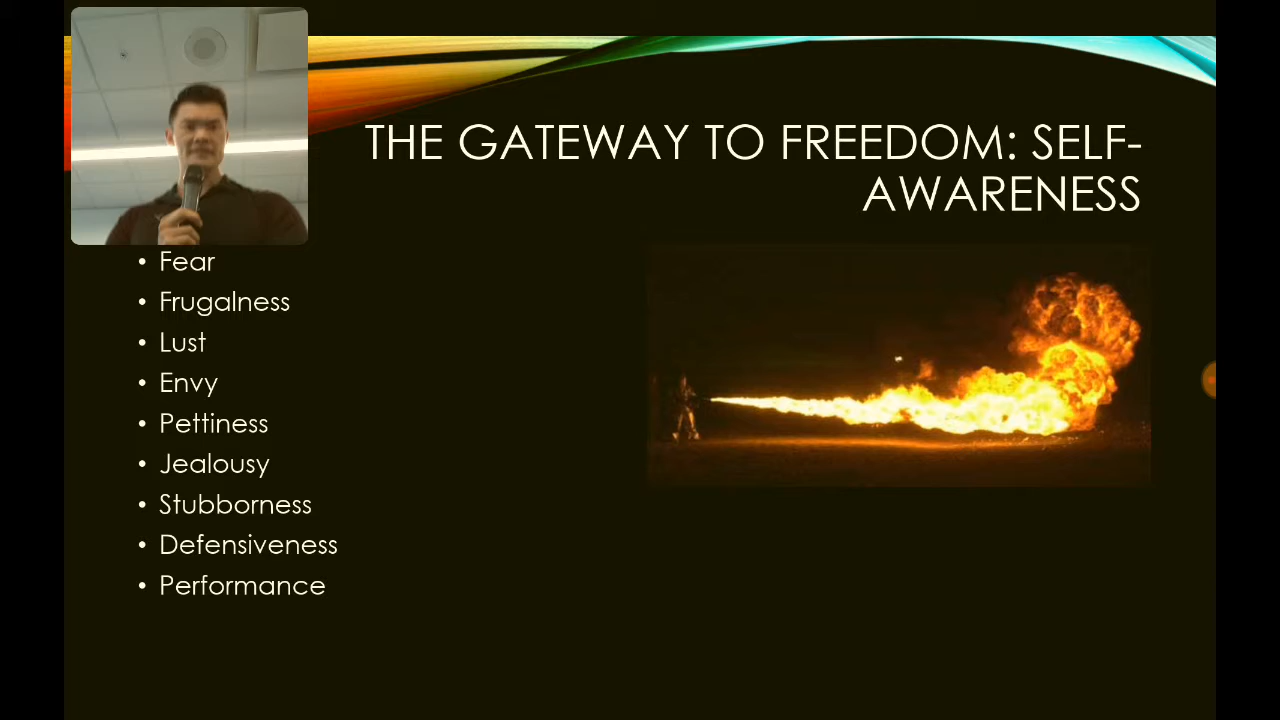 THE GATEWAY TO FREEDOM: SELF-
AWARENESS
• Fear
• Frugalness
• Lust
• Envy
• Pettiness
• Jealousy
• Stubborness
• Defensiveness
• Performance